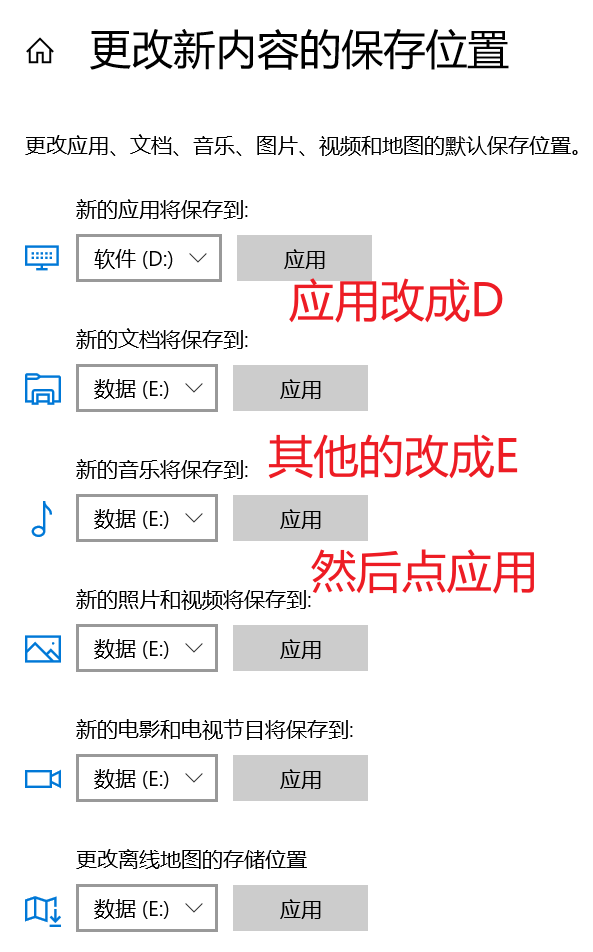 更改新内容的保存位置
更改应用、文档、音乐、图片、视频和地图的默认保存位置。
新的应用将保存到:
软件 (D:) 应用
应用改成D
新的文档将保存到:
数据 (E:) 应用
其他的改成E
新的音乐将保存到:
数据 (E:) 应用
然后点应用
新的照片和视频将保存到:
数据 (E:) 应用
新的电影和电视节目将保存到:
数据 (E:) 应用
更改离线地图的存储位置
数据 (E:) 应用